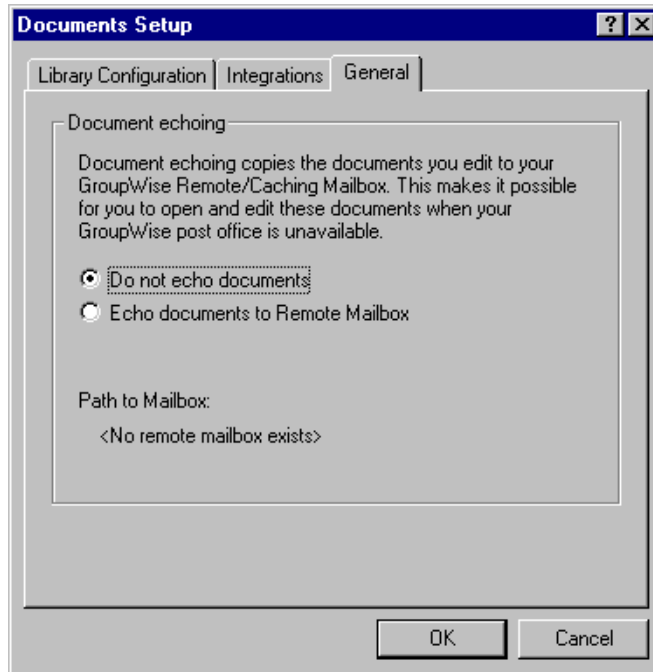 Documents Setup
Library Configuration
Integrations
General
Document echoing
Document echoing copies the documents you edit to your
GroupWise Remote/Caching Mailbox. This makes it possible
for you to open and edit these documents when your
GroupWise post office is unavailable.
Do not echo documents
Echo documents to Remote Mailbox
Path to Mailbox:
<No remote mailbox exists>
OK
Cancel